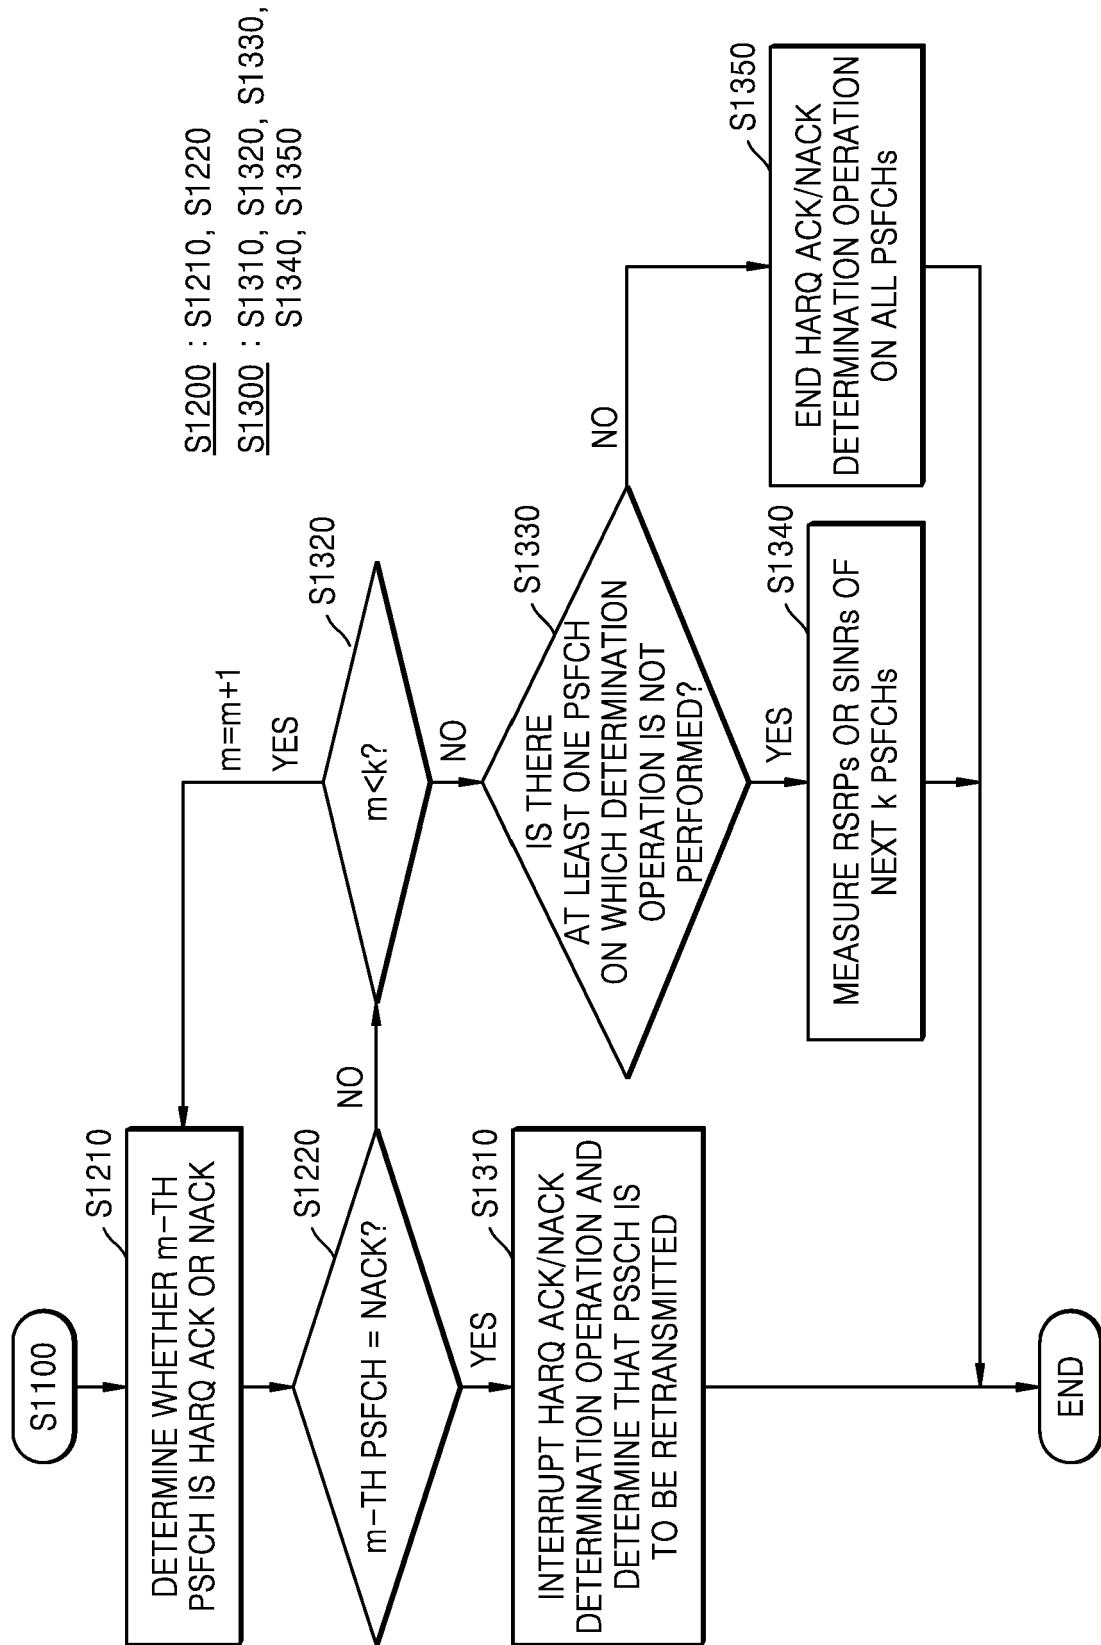 S1100
S1210
DETERMINE WHETHER m-TH
PSFCH IS HARQ ACK OR NACK
S1220
m-TH PSFCH = NACK?
YES
NO
S1310
INTERRUPT HARQ ACK/NACK
DETERMINATION OPERATION AND
DETERMINE THAT PSSCH IS
TO BE RETRANSMITTED
m=m+1
YES
S1320
m<k?
NO
S1330
IS THERE
AT LEAST ONE PSFCH
ON WHICH DETERMINATION
OPERATION IS NOT
PERFORMED?
YES
NO
S1340
MEASURE RSRPs OR SINRs OF
NEXT k PSFCHs
S1350
END HARQ ACK/NACK
DETERMINATION OPERATION
ON ALL PSFCHs
END
S1200 : S1210, S1220
S1300 : S1310, S1320, S1330,
S1340, S1350